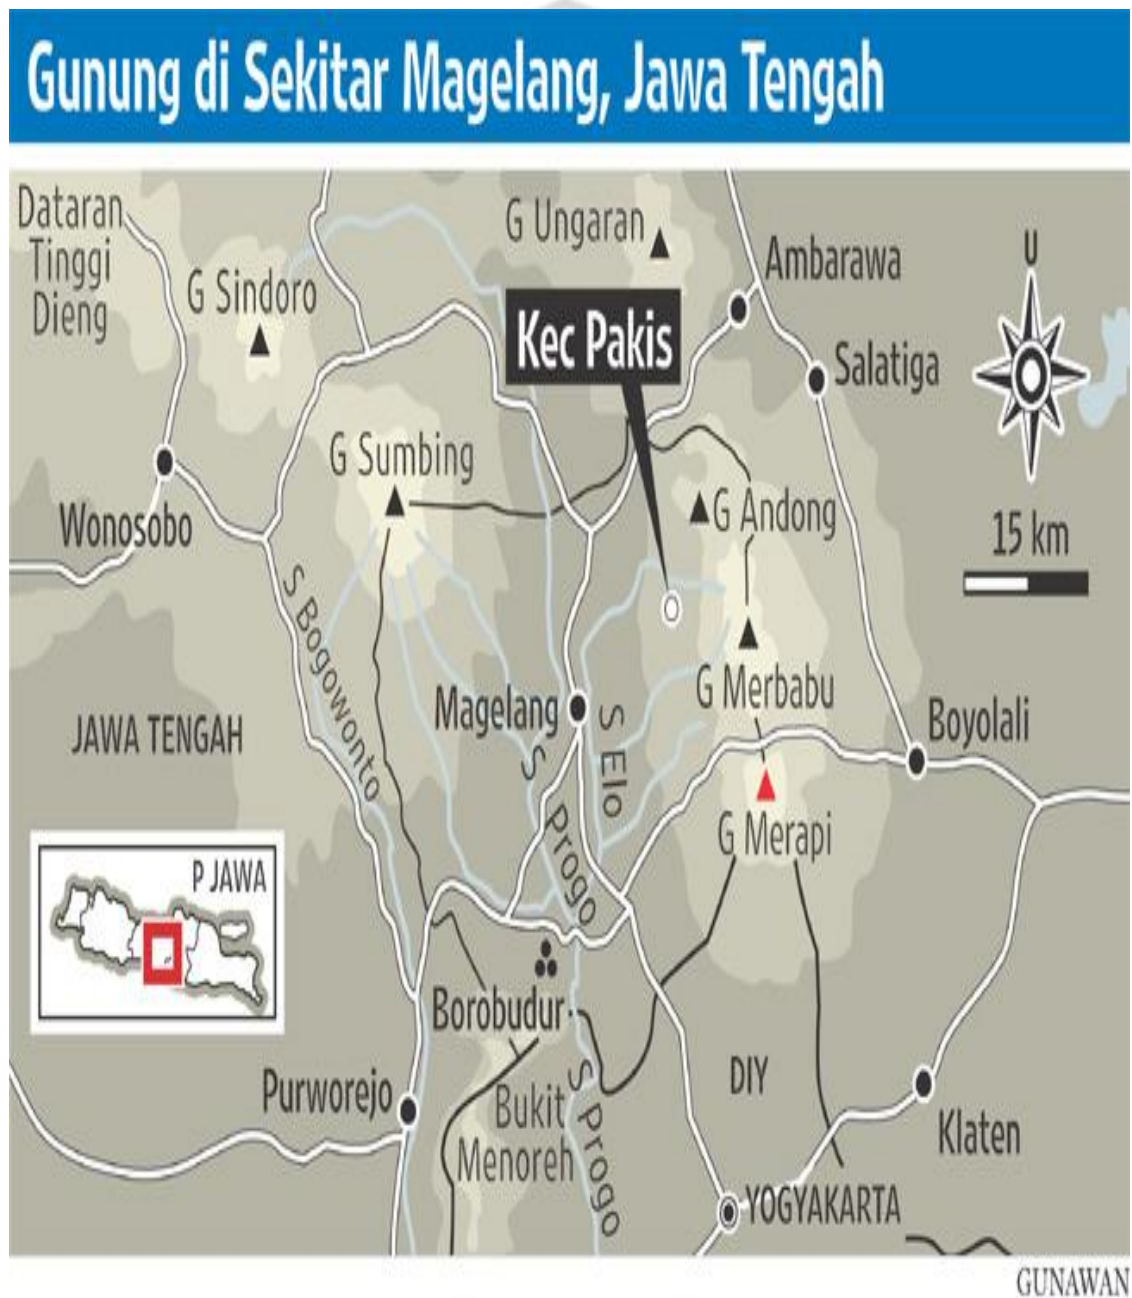 Gunung di Sekitar Magelang, Jawa Tengah
Dataran
Tinggi
Dieng
G Sindoro
G Ungaran
Ambarawa
U
Kec Pakis
Salatiga
G Sumbing
Wonosobo
G Andong
15 km
S Bogowonto
G Merbabu
Magelang
S Elo
S Progo
JAWA TENGAH
Boyolali
G Merapi
P JAWA
Borobudur
Purworejo
Bukit
Menoreh
S Progo
DIY
Klaten
YOGYAKARTA
GUNAWAN